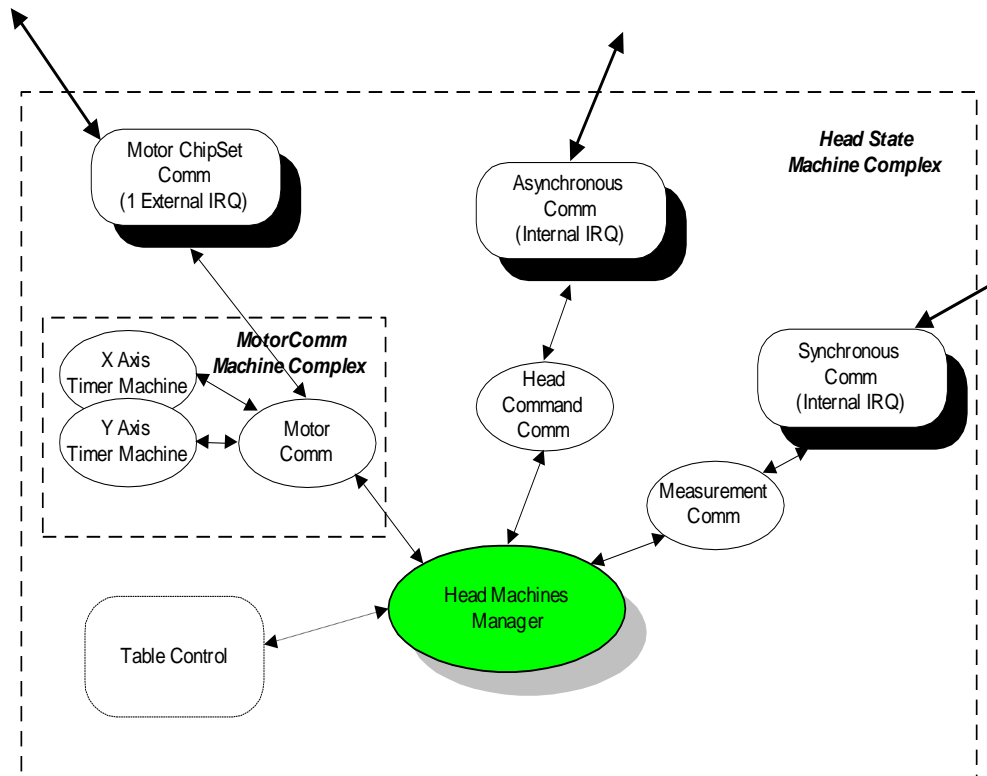 Motor ChipSet
Comm
(1 External IRQ)
Asynchronous
Comm
(Internal IRQ)
Head State
Machine Complex
MotorComm
Machine Complex
X Axis
Timer Machine
Y Axis
Timer Machine
Motor
Comm
Head
Command
Comm
Synchronous
Comm
(Internal IRQ)
Measurement
Comm
Head Machines
Manager
Table Control